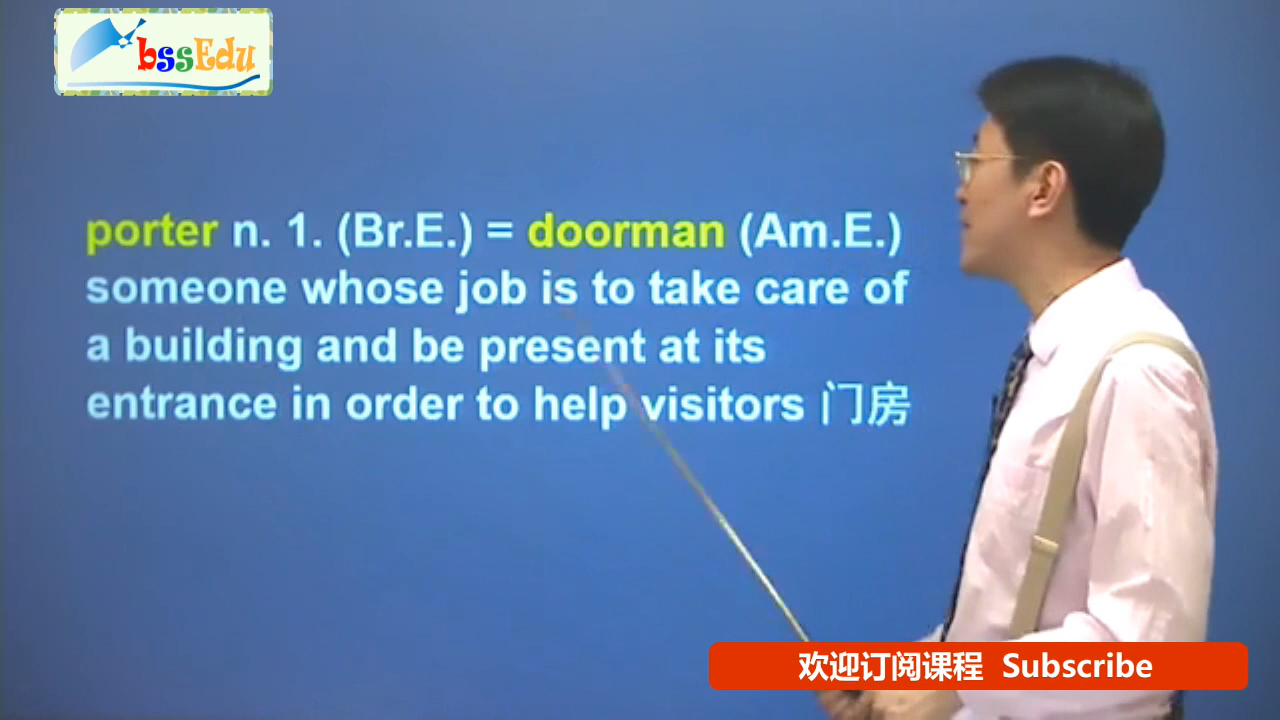 bssEdu
porter n. 1. (Br.E.) = doorman (Am.E.)
someone whose job is to take care of
a building and be present at its
entrance in order to help visitors 门房
欢迎订阅课程 Subscribe